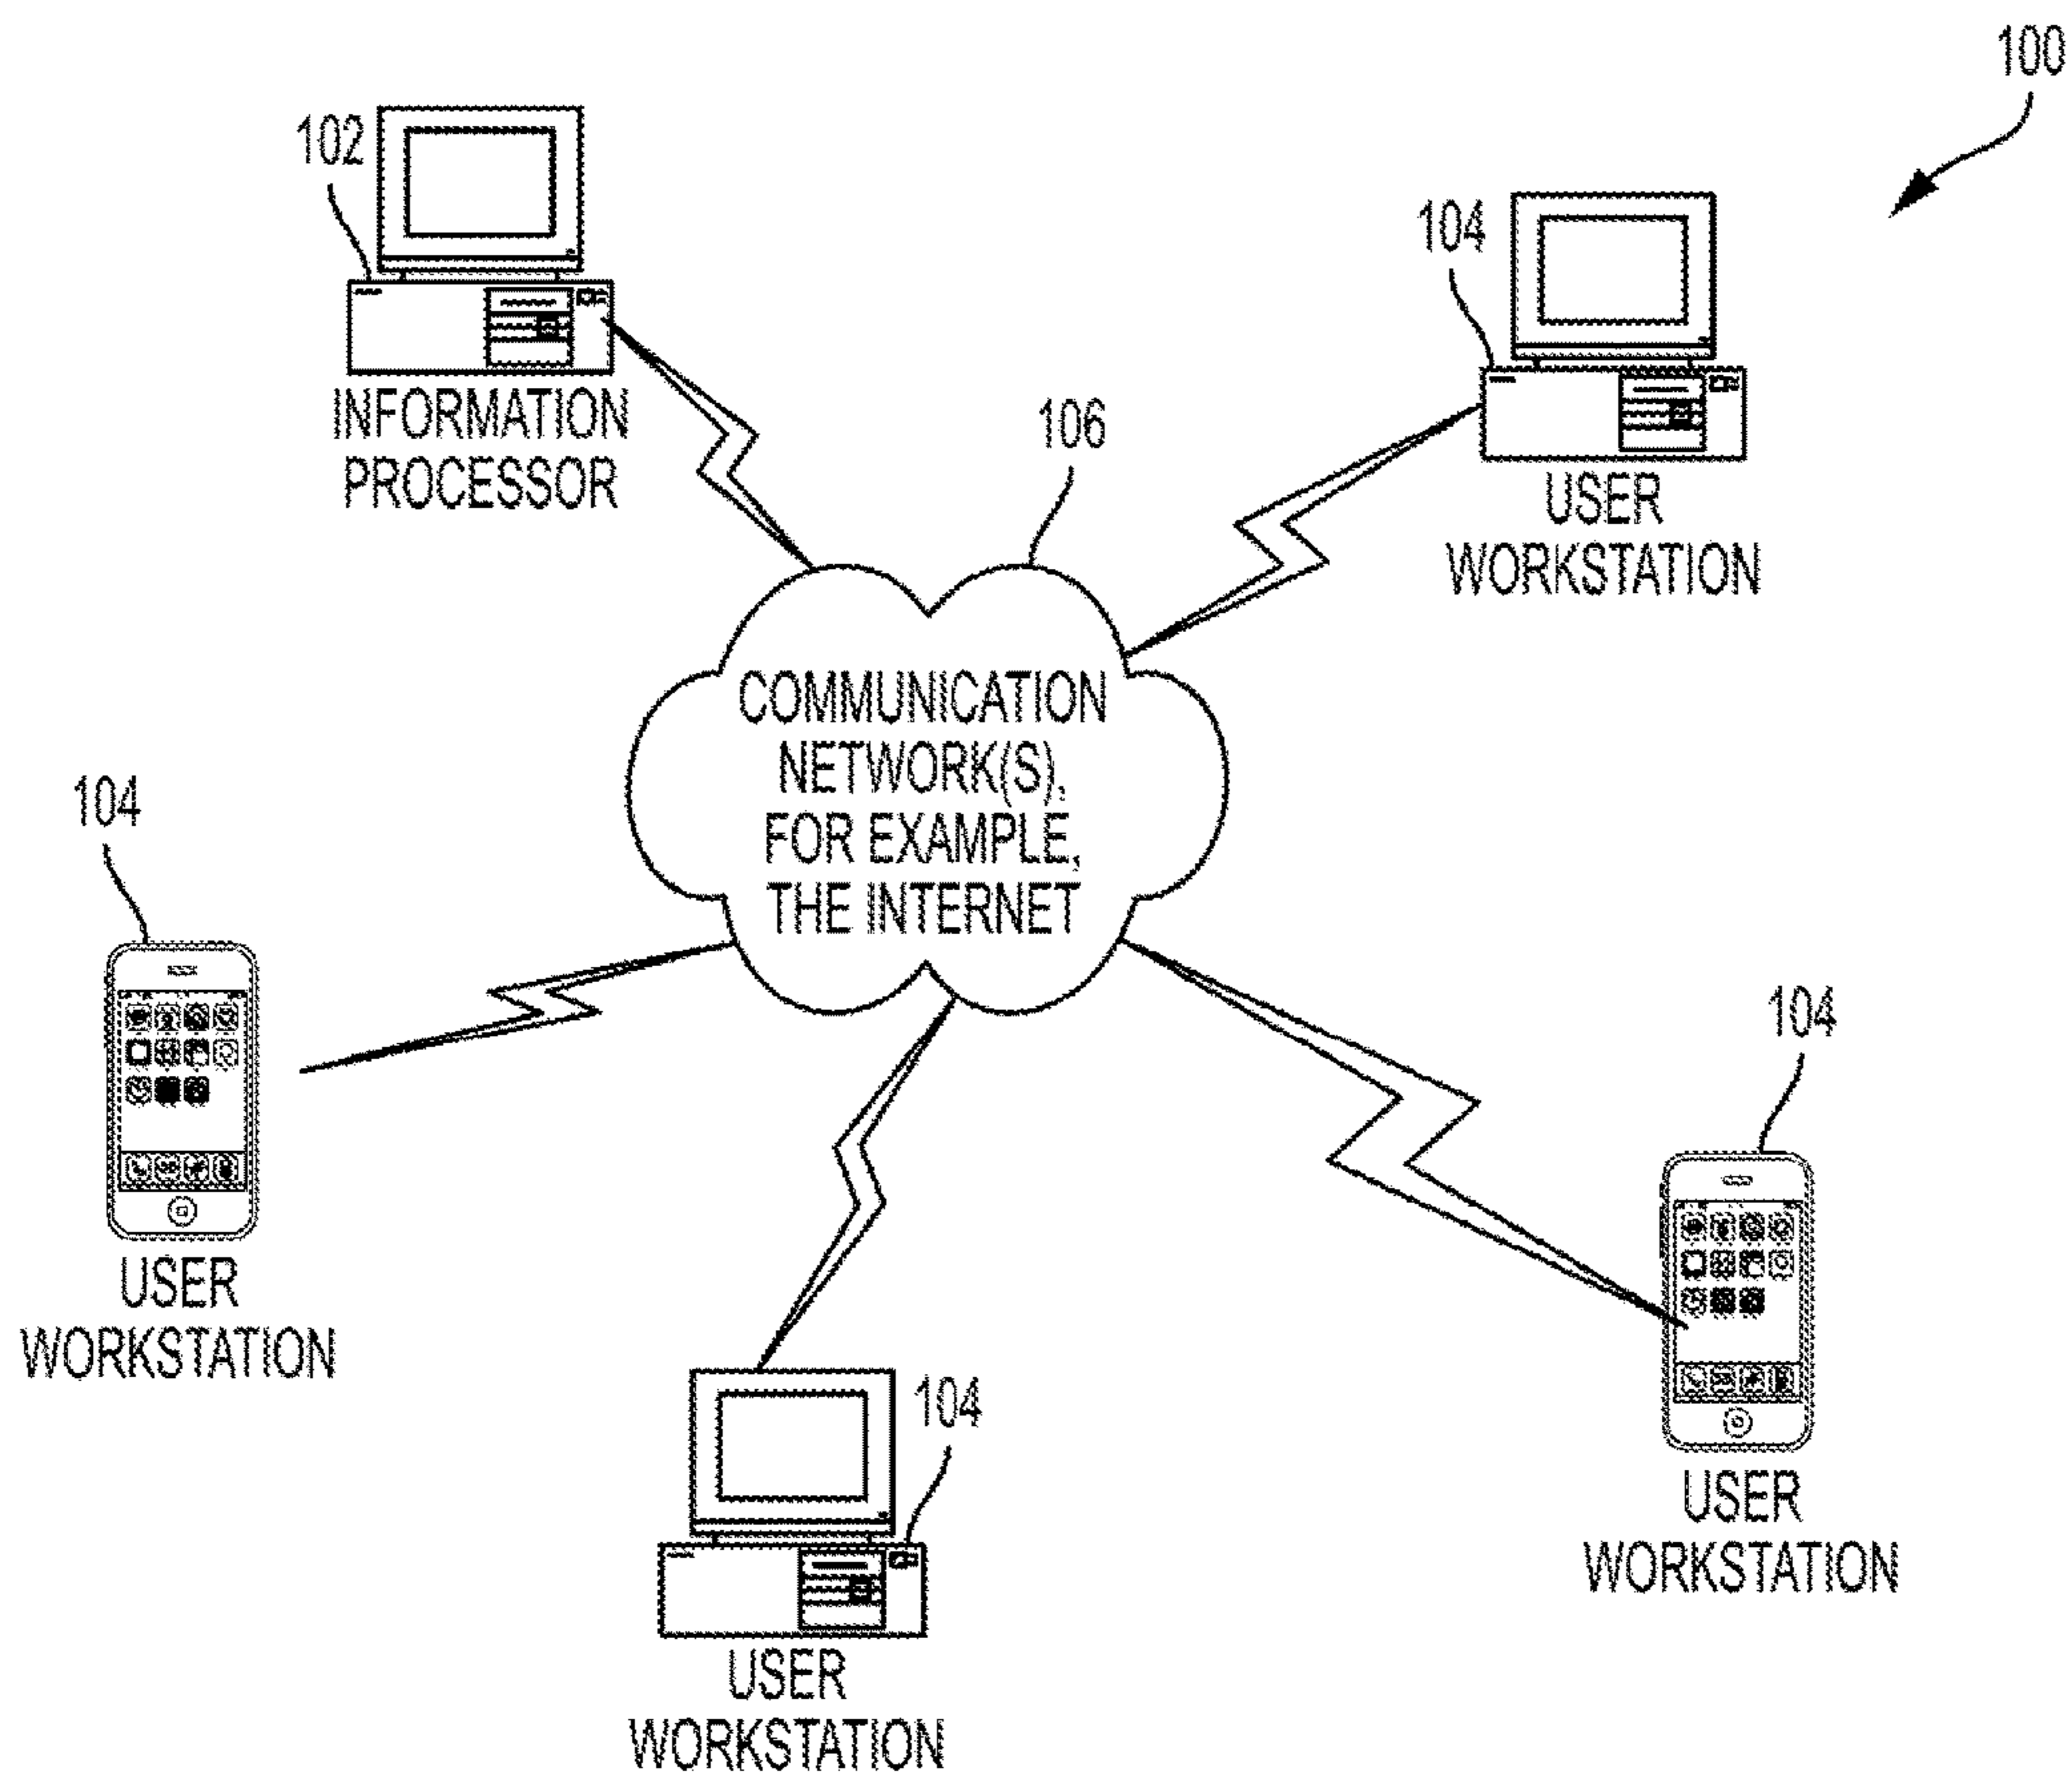 100
102
104
INFORMATION
PROCESSOR
106
USER
WORKSTATION
COMMUNICATION
NETWORK(S),
FOR EXAMPLE,
THE INTERNET
104
104
USER
WORKSTATION
104
USER
WORKSTATION
USER
WORKSTATION